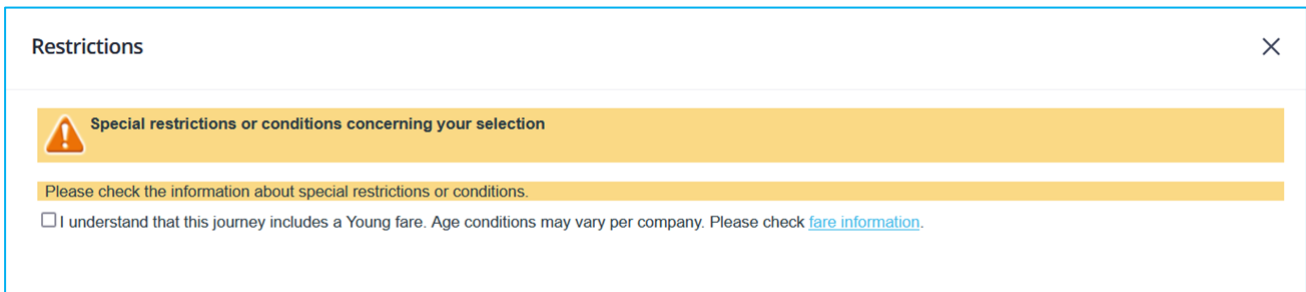 Restrictions
Special restrictions or conditions concerning your selection
Please check the information about special restrictions or conditions.
I understand that this journey includes a Young fare. Age conditions may vary per company. Please check fare information.